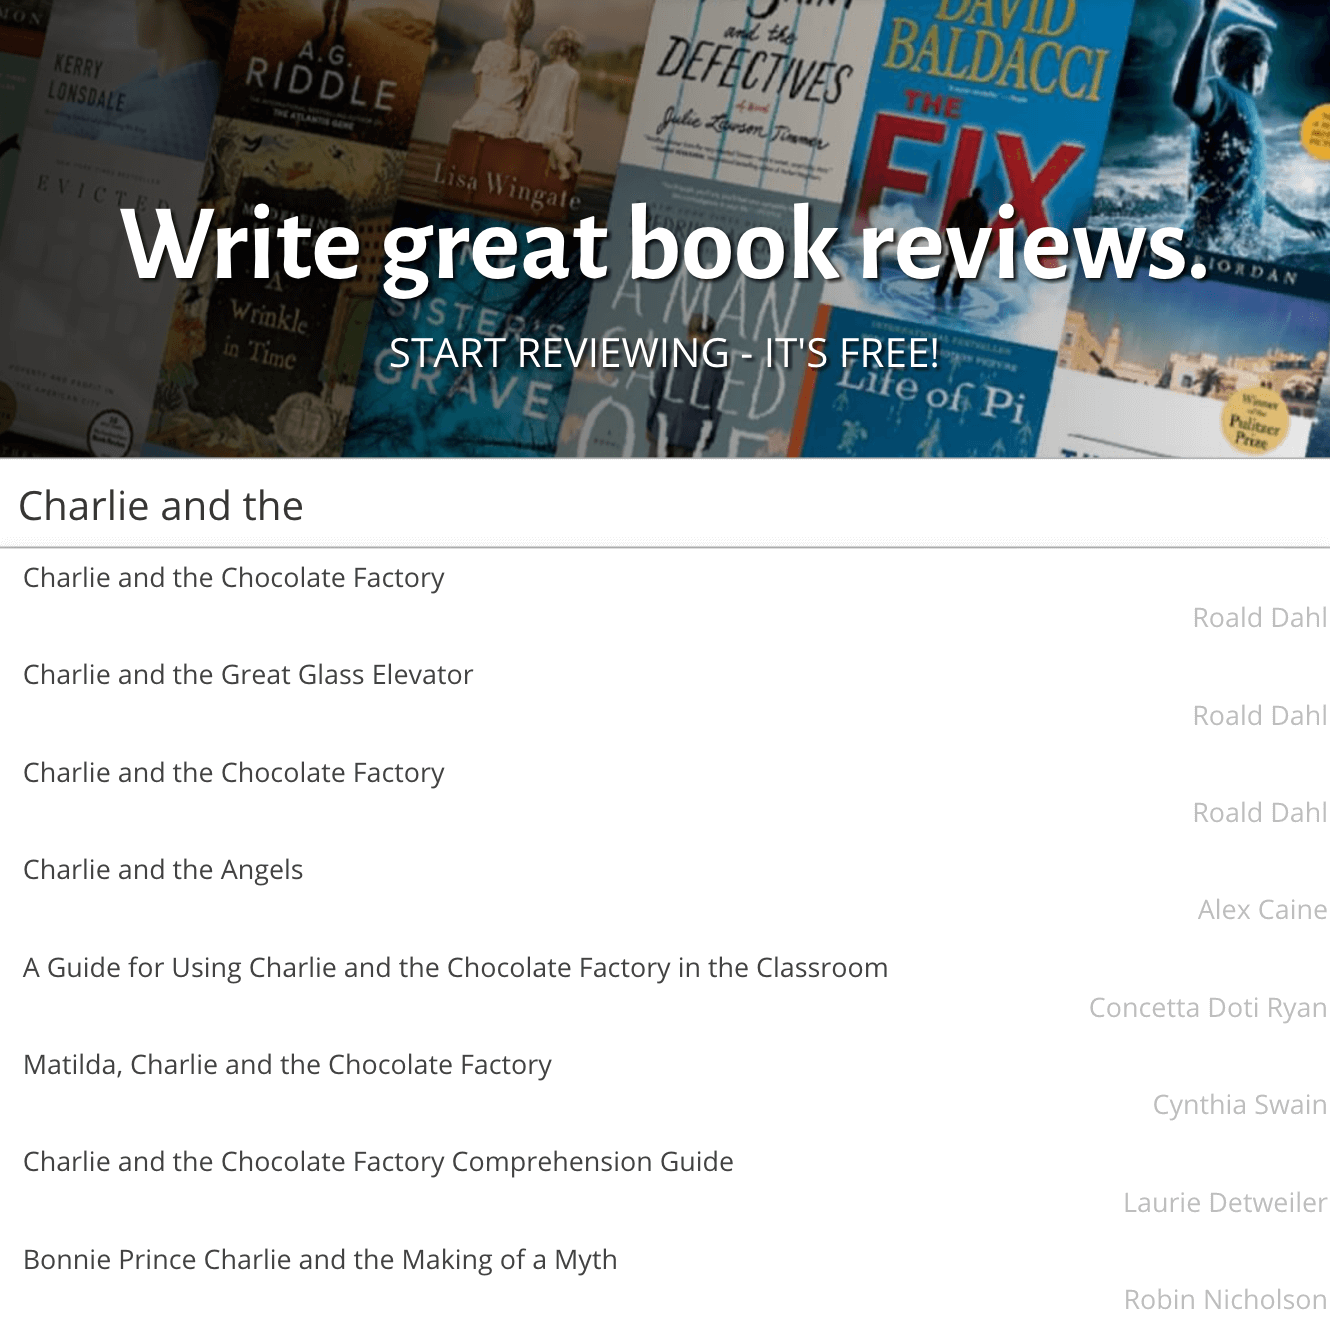 KERRY
LONSDALE
EVICTED
A.G.
RIDDLE
THE ATLANTIS GENE
A
Wrinkle
in Time
Lisa Wingate
SISTER'S
GRAVE
and the
DEFECTIVES
Julie Lawson Timmer
A MAN
CALLED
OVE
DAVID
BALDACCI
THE
FIX
Life of Pi
RIORDAN
Winner
of the
Pulitzer
Prize
Write great book reviews.
START REVIEWING - IT'S FREE!
Charlie and the
Charlie and the Chocolate Factory
Roald Dahl
Charlie and the Great Glass Elevator
Roald Dahl
Charlie and the Chocolate Factory
Roald Dahl
Charlie and the Angels
Alex Caine
A Guide for Using Charlie and the Chocolate Factory in the Classroom
Concetta Doti Ryan
Matilda, Charlie and the Chocolate Factory
Cynthia Swain
Charlie and the Chocolate Factory Comprehension Guide
Laurie Detweiler
Bonnie Prince Charlie and the Making of a Myth
Robin Nicholson